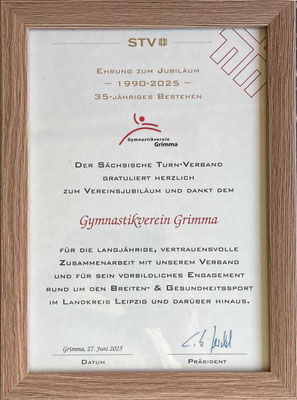 STV
Ehrung zum Jubiläum
~ 1990-2025 ~
35-jähriges Bestehen
Gymnastikverein
Grimma
Der Sächsische Turn-Verband
gratuliert herzlich
zum Vereinsjubiläum und dankt dem
Gymnastikverein Grimma
für die langjährige, vertrauensvolle
Zusammenarbeit mit unserem Verband
und für sein vorbildliches Engagement
rund um den Breiten- & Gesundheitssport
im Landkreis Leipzig und darüber hinaus.
Grimma, 27. Juni 2025
Datum
Präsident